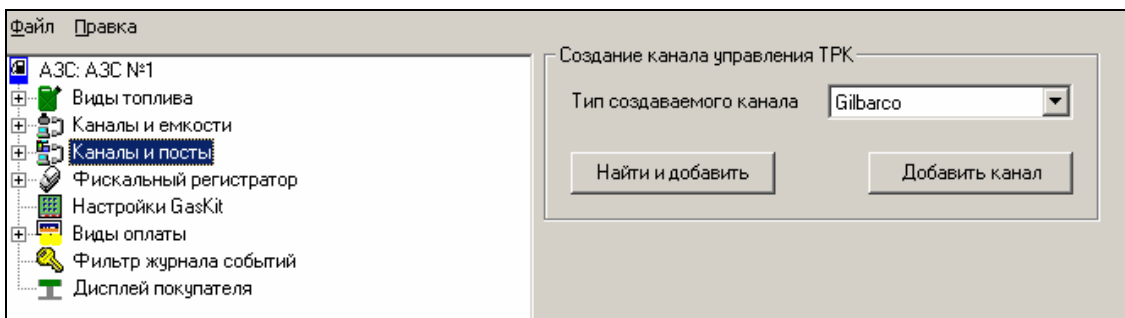 Файл Правка
АЗС: АЗС №1
Виды топлива
Каналы и емкости
Каналы и посты
Фискальный регистратор
Настройки GasKit
Виды оплаты
Фильтр журнала событий
Дисплей покупателя
Создание канала управления ТРК
Тип создаваемого канала Gilbarco
Найти и добавить Добавить канал